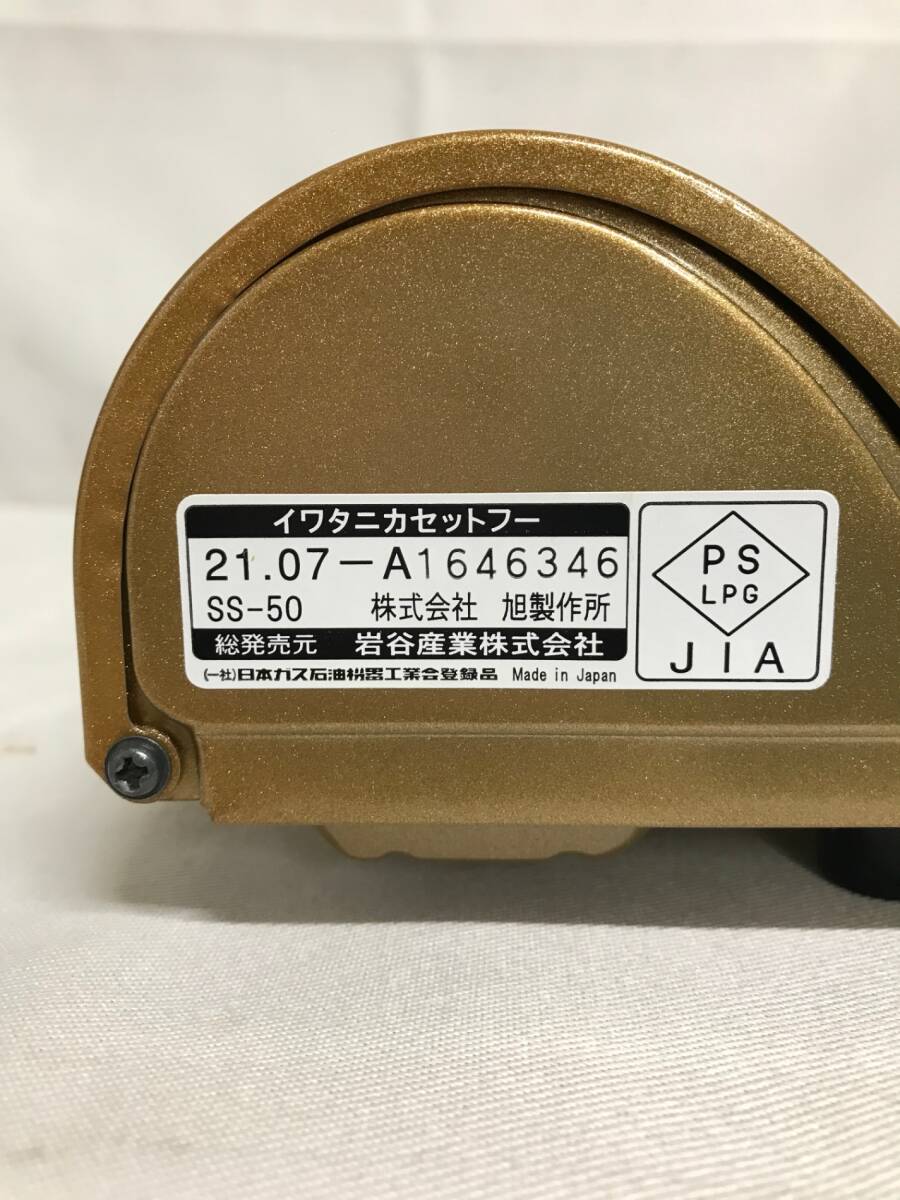 イワタニカセットフー
21.07-A1646346
SS-50 株式会社 旭製作所
総発売元 岩谷産業株式会社
(一社)日本ガス石油機器工業会登録品 Made in Japan
PS
LPG
JIA